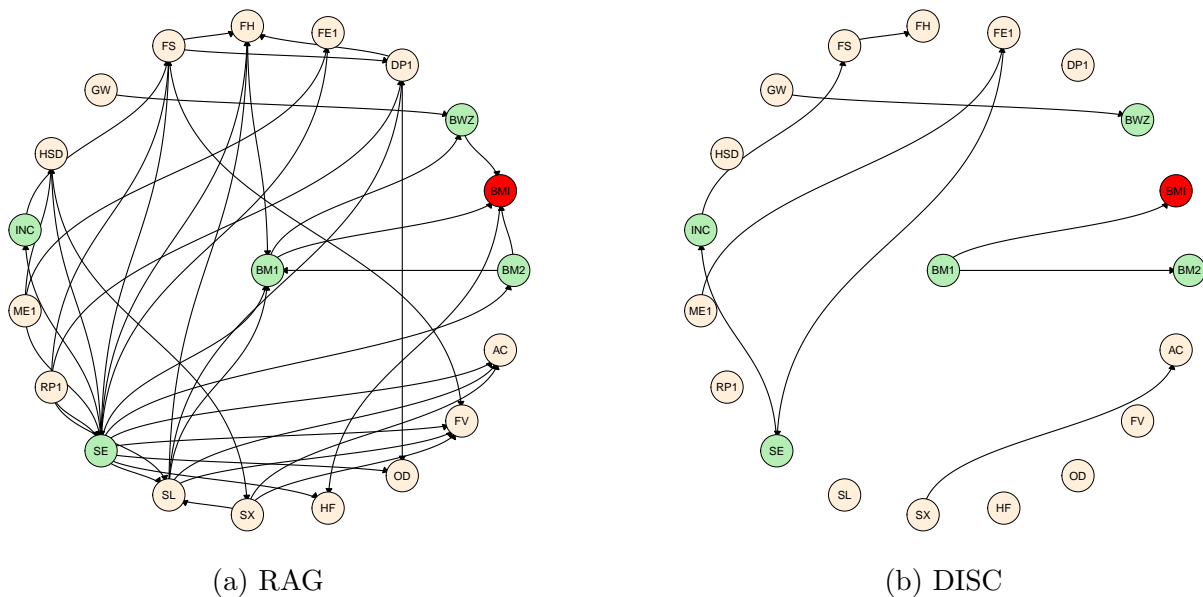 FH
FS
FE1
DP1
GW
BWZ
HSD
BMI
INC
BM1
BM2
ME1
AC
RP1
FV
SE
OD
SL
HF
SX
(a) RAG
FH
FS
FE1
DP1
GW
BWZ
HSD
BMI
INC
BM1
BM2
ME1
AC
RP1
FV
SE
OD
SL
HF
SX
(b) DISC